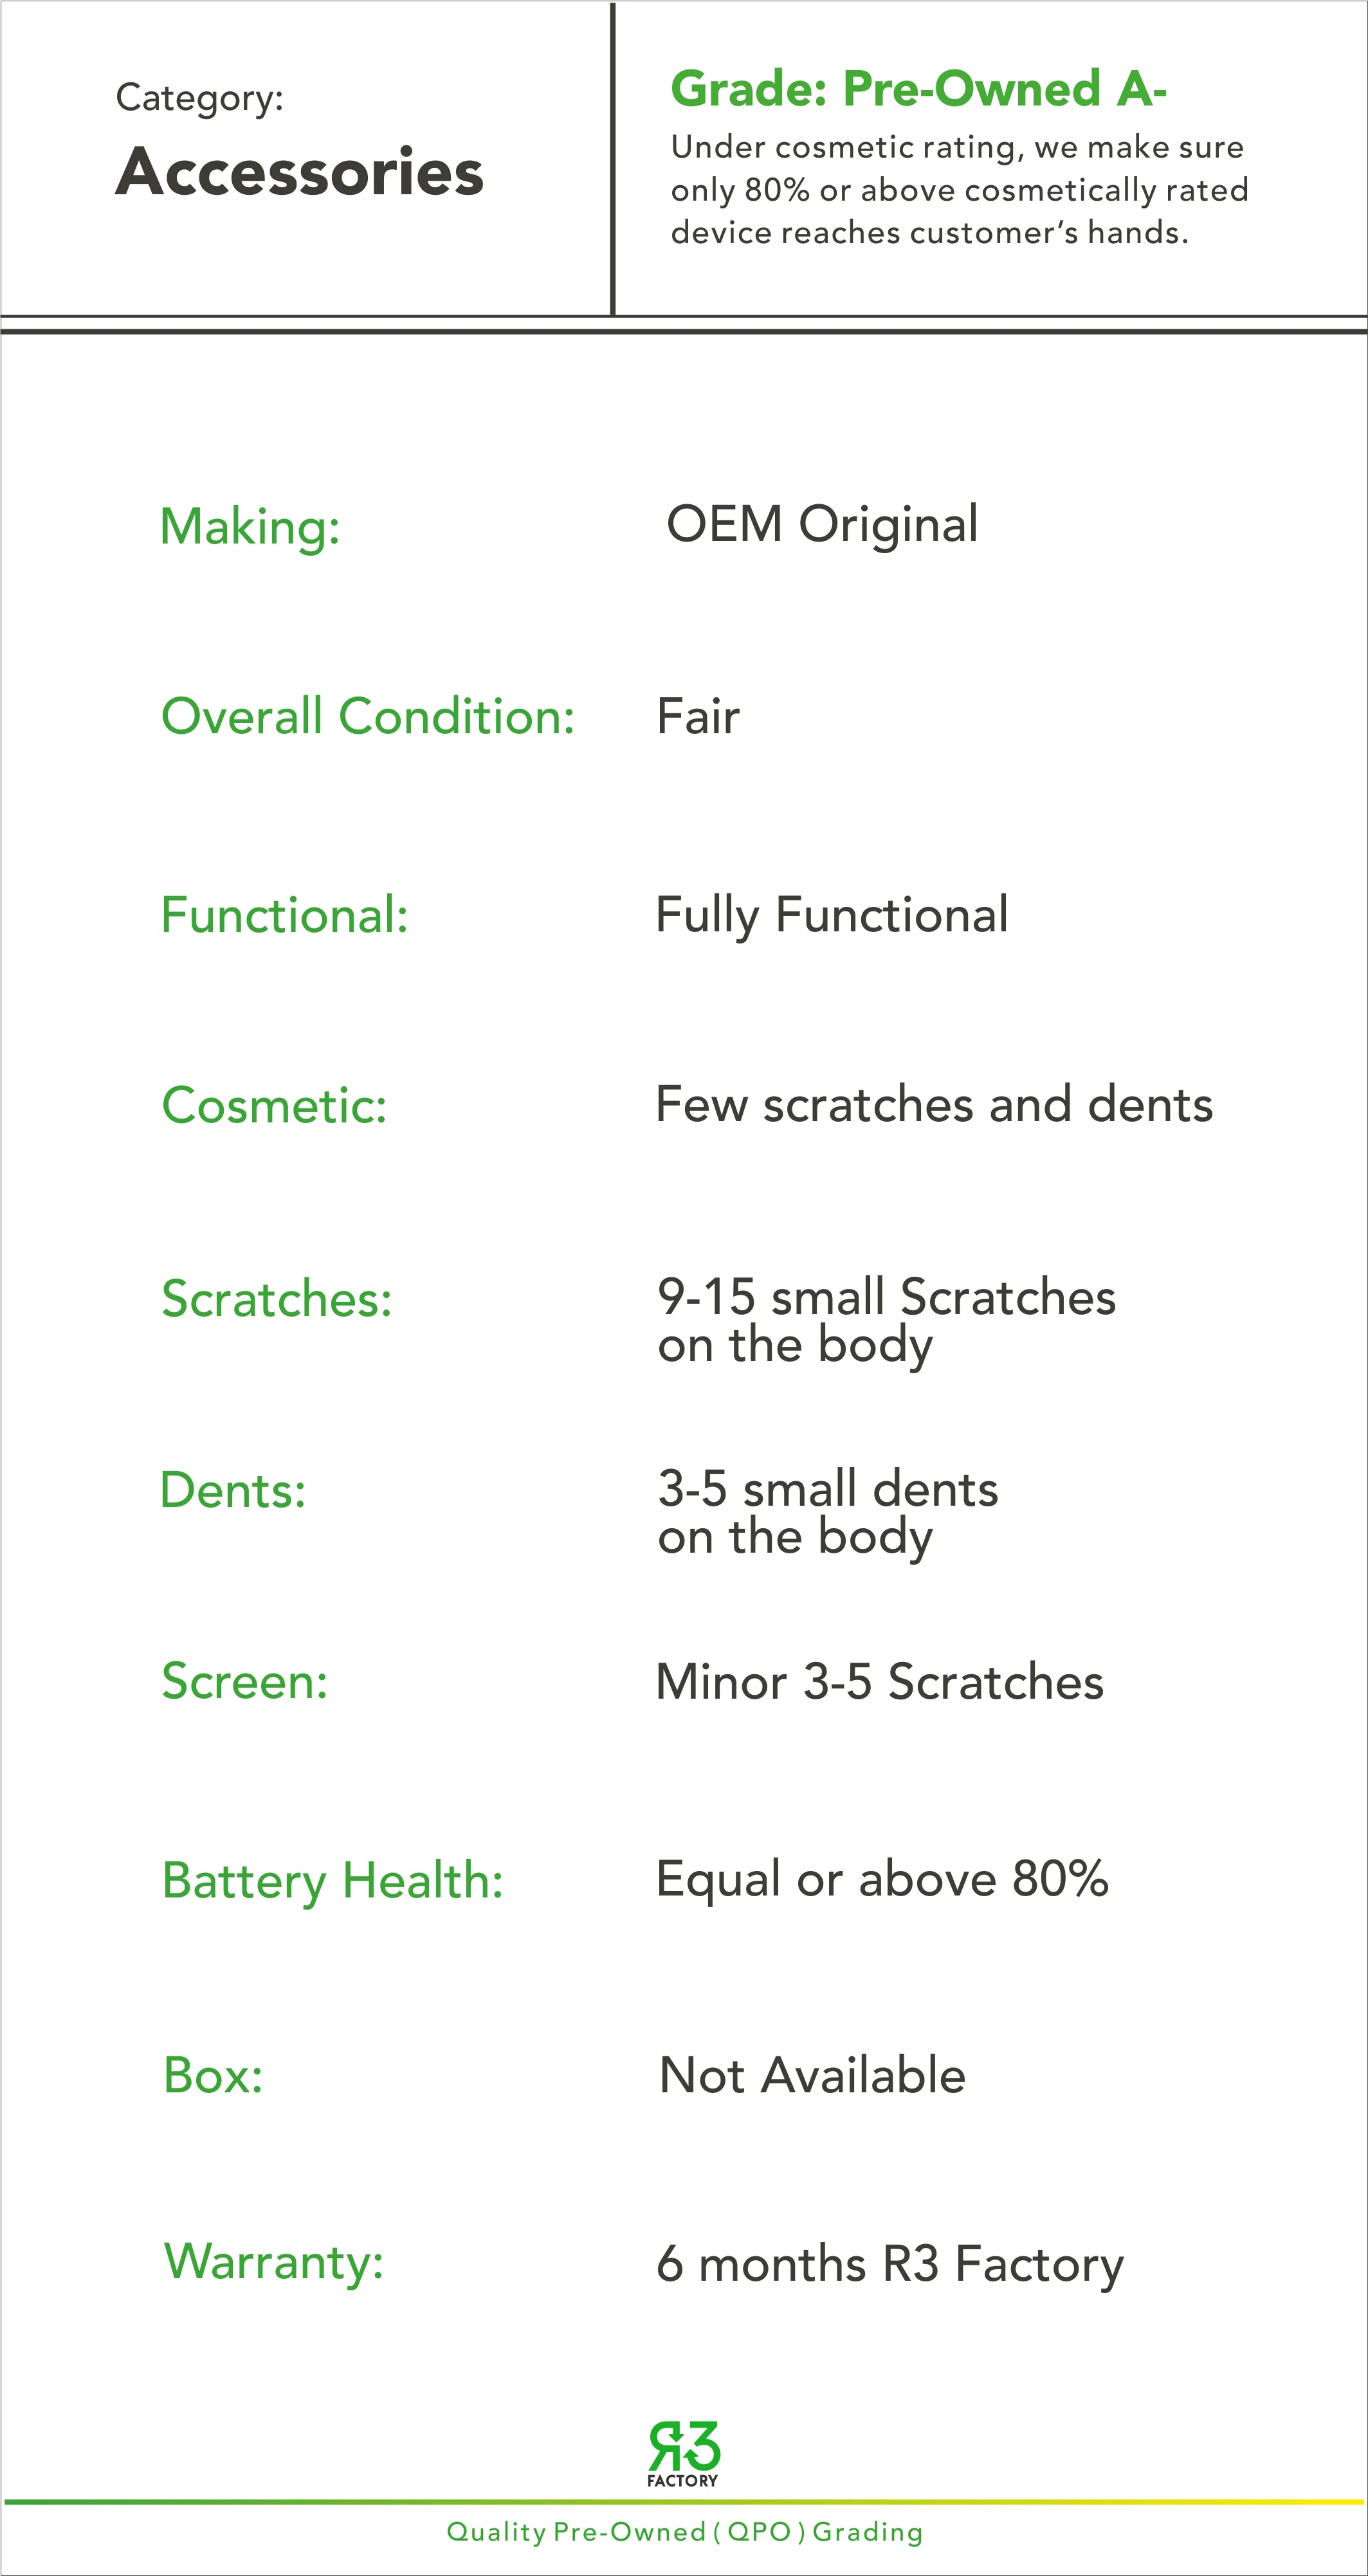 Category:
Accessories
Grade: Pre-Owned A-
Under cosmetic rating, we make sure
only 80% or above cosmetically rated
device reaches customer’s hands.
Making: OEM Original
Overall Condition: Fair
Functional: Fully Functional
Cosmetic: Few scratches and dents
Scratches: 9-15 small Scratches
on the body
Dents: 3-5 small dents
on the body
Screen: Minor 3-5 Scratches
Battery Health: Equal or above 80%
Box: Not Available
Warranty: 6 months R3 Factory
R3
FACTORY
Quality Pre-Owned ( QPO ) Grading